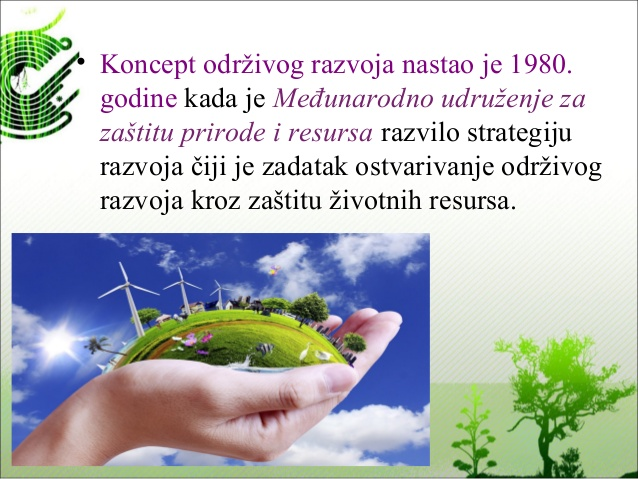 • Koncept održivog razvoja nastao je 1980.
godine kada je Međunarodno udruženje za
zaštitu prirode i resursa razvilo strategiju
razvoja čiji je zadatak ostvarivanje održivog
razvoja kroz zaštitu životnih resursa.